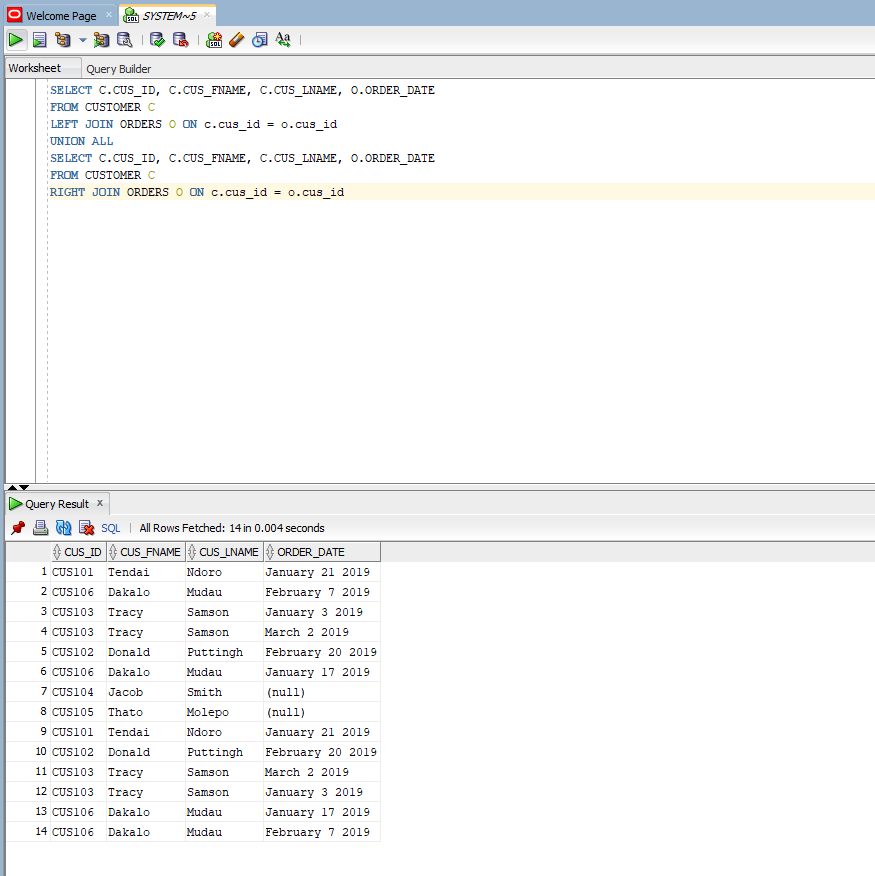 Welcome Page SYSTEM~5
Worksheet Query Builder
SELECT C.CUS_ID, C.CUS_FNAME, C.CUS_LNAME, O.ORDER_DATE
FROM CUSTOMER C
LEFT JOIN ORDERS O ON c.cus_id = o.cus_id
UNION ALL
SELECT C.CUS_ID, C.CUS_FNAME, C.CUS_LNAME, O.ORDER_DATE
FROM CUSTOMER C
RIGHT JOIN ORDERS O ON c.cus_id = o.cus_id
Query Result x
SQL | All Rows Fetched: 14 in 0.004 seconds
CUS_ID CUS_FNAME CUS_LNAME ORDER_DATE
1 CUS101 Tendai Ndoro January 21 2019
2 CUS106 Dakalo Mudau February 7 2019
3 CUS103 Tracy Samson January 3 2019
4 CUS103 Tracy Samson March 2 2019
5 CUS102 Donald Puttingh February 20 2019
6 CUS106 Dakalo Mudau January 17 2019
7 CUS104 Jacob Smith (null)
8 CUS105 Thato Molepo (null)
9 CUS101 Tendai Ndoro January 21 2019
10 CUS102 Donald Puttingh February 20 2019
11 CUS103 Tracy Samson March 2 2019
12 CUS103 Tracy Samson January 3 2019
13 CUS106 Dakalo Mudau January 17 2019
14 CUS106 Dakalo Mudau February 7 2019